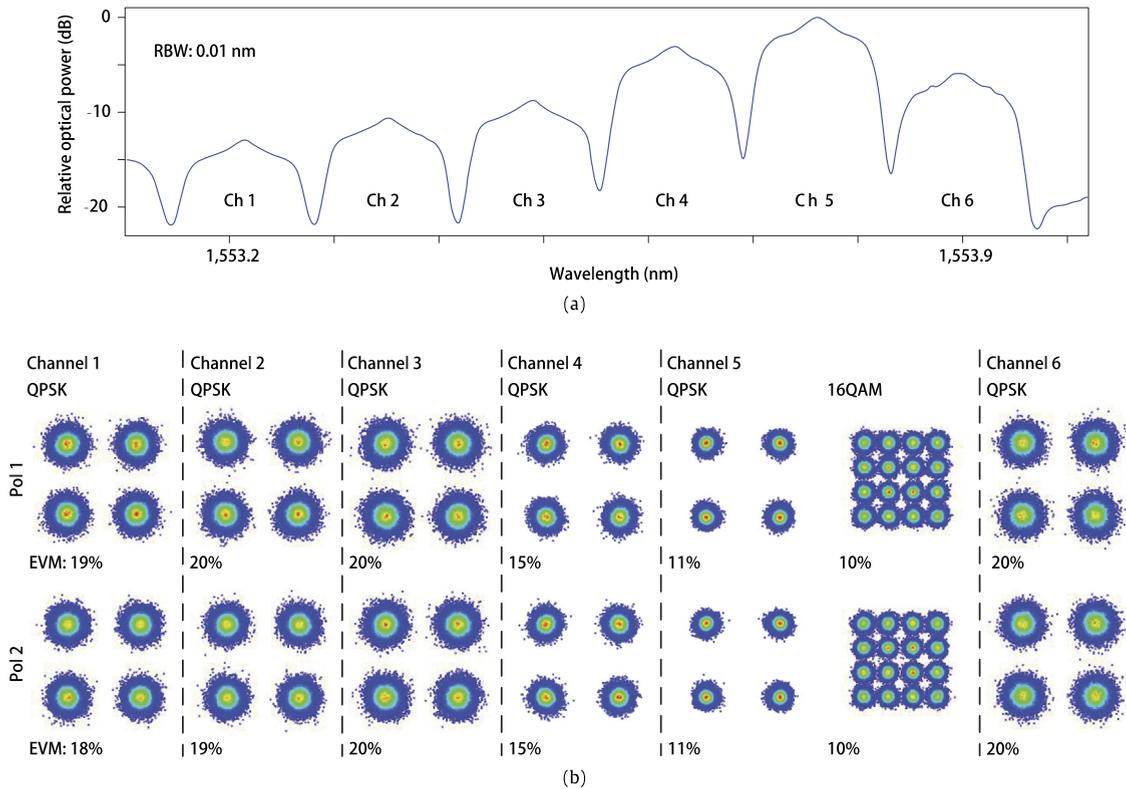 Relative optical power (dB)
0
-10
-20
RBW: 0.01 nm
Ch 1
Ch 2
Ch 3
Ch 4
Ch 5
Ch 6
1,553.2
1,553.9
Wavelength (nm)
(a)
Channel 1
QPSK
Channel 2
QPSK
Channel 3
QPSK
Channel 4
QPSK
Channel 5
QPSK
16QAM
Channel 6
QPSK
Pol 1
EVM: 19%
20%
20%
15%
11%
10%
20%
Pol 2
EVM: 18%
19%
20%
15%
11%
10%
20%
(b)